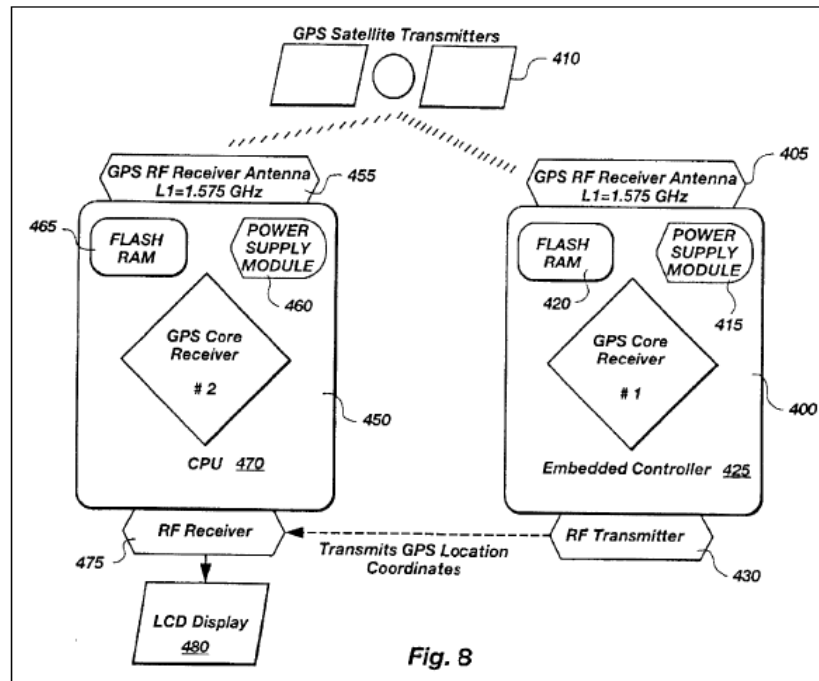 GPS Satellite Transmitters
410
GPS RF Receiver Antenna
L1=1.575 GHz
455
GPS RF Receiver Antenna
L1=1.575 GHz
405
465
FLASH
RAM
POWER
SUPPLY
MODULE
460
FLASH
RAM
420
POWER
SUPPLY
MODULE
415
GPS Core
Receiver
# 2
450
CPU 470
GPS Core
Receiver
# 1
400
Embedded Controller 425
RF Receiver
475
Transmits GPS Location
Coordinates
RF Transmitter
430
LCD Display
480
Fig. 8